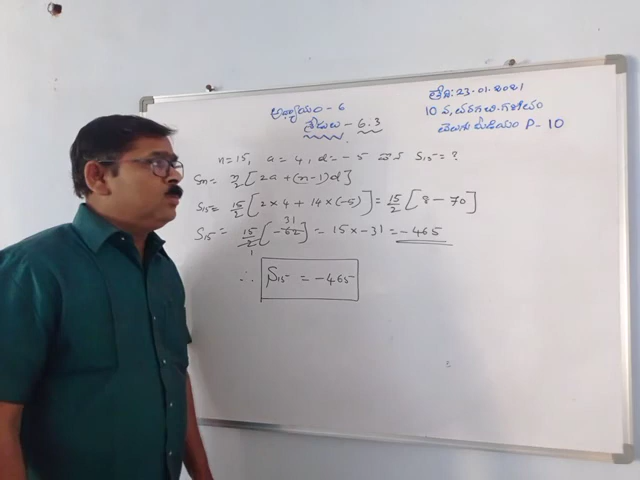 అధ్యాయం - 6
శ్రేఢులు - 6.3
తేది: 23.01.2021
10 వ, తరగతి. గణితం
తెలుగు మీడియం P - 10
n = 15, a = 4, d = - 5 S₁₅ = ?
Sn = n/2 [2a + (n-1)d]
S₁₅ = 15/2 [2 × 4 + 14 × (-5)] = 15/2 [8 - 70]
S₁₅ = 15/2 [-62] = 15 × -31 = -465
31
1
∴ S₁₅ = -465